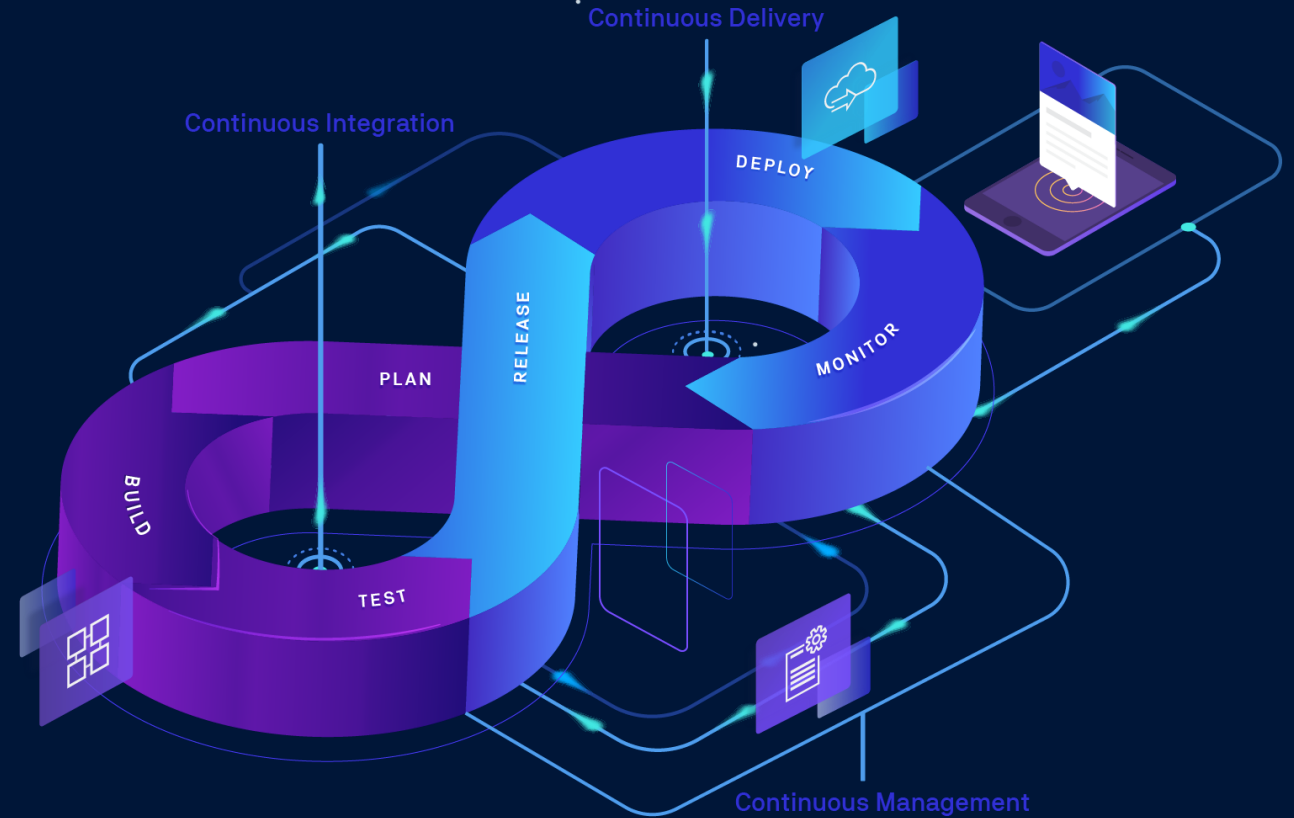 Continuous Delivery
Continuous Integration
DEPLOY
RELEASE
MONITOR
PLAN
BUILD
TEST
Continuous Management